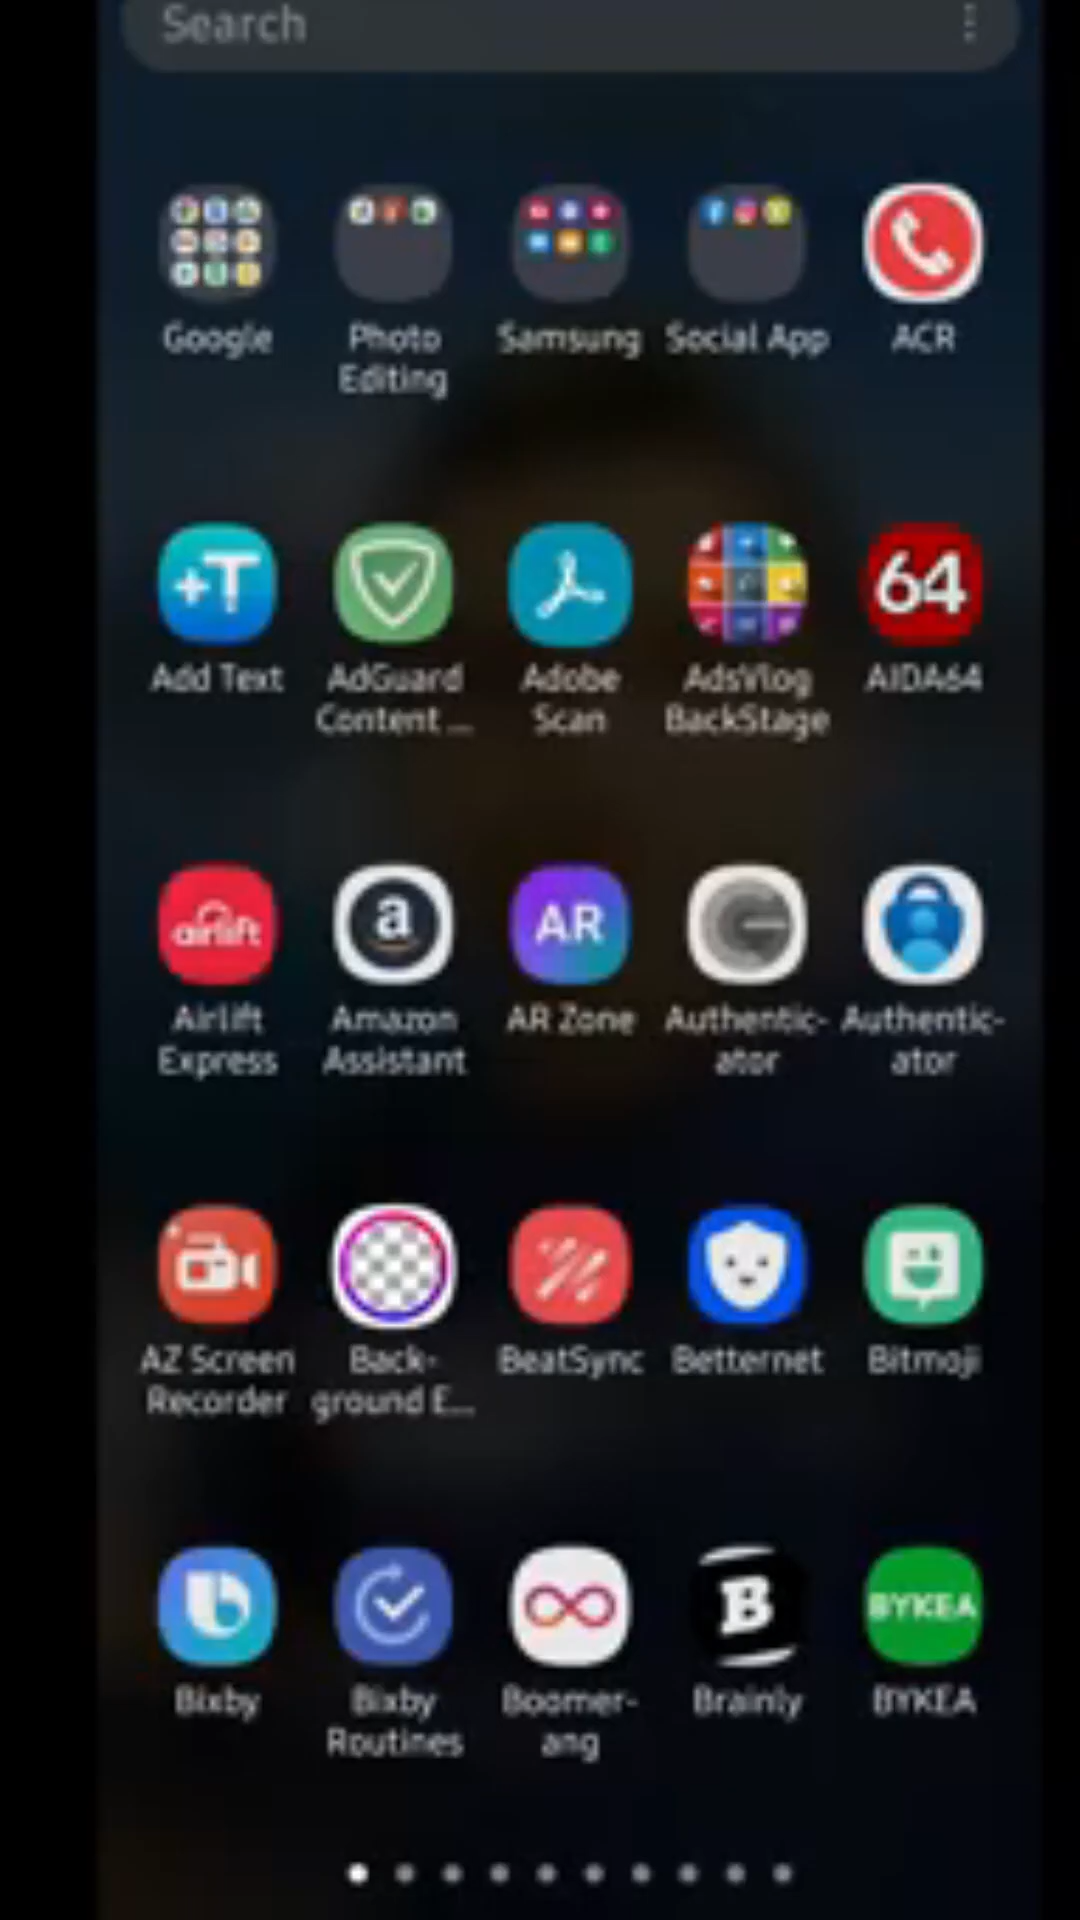 Search
Google
Photo
Editing
Samsung
Social App
ACR
+T
64
Add Text
AdGuard
Content ...
Adobe
Scan
AdsVlog
BackStage
AIDA64
airlift
a
AR
Airlift
Express
Amazon
Assistant
AR Zone
Authentic-
ator
Authentic-
ator
AZ Screen
Recorder
Back-
ground E...
BeatSync
Betternet
Bitmoji
B
BYKEA
Bixby
Bixby
Routines
Boomer-
ang
Brainly
BYKEA